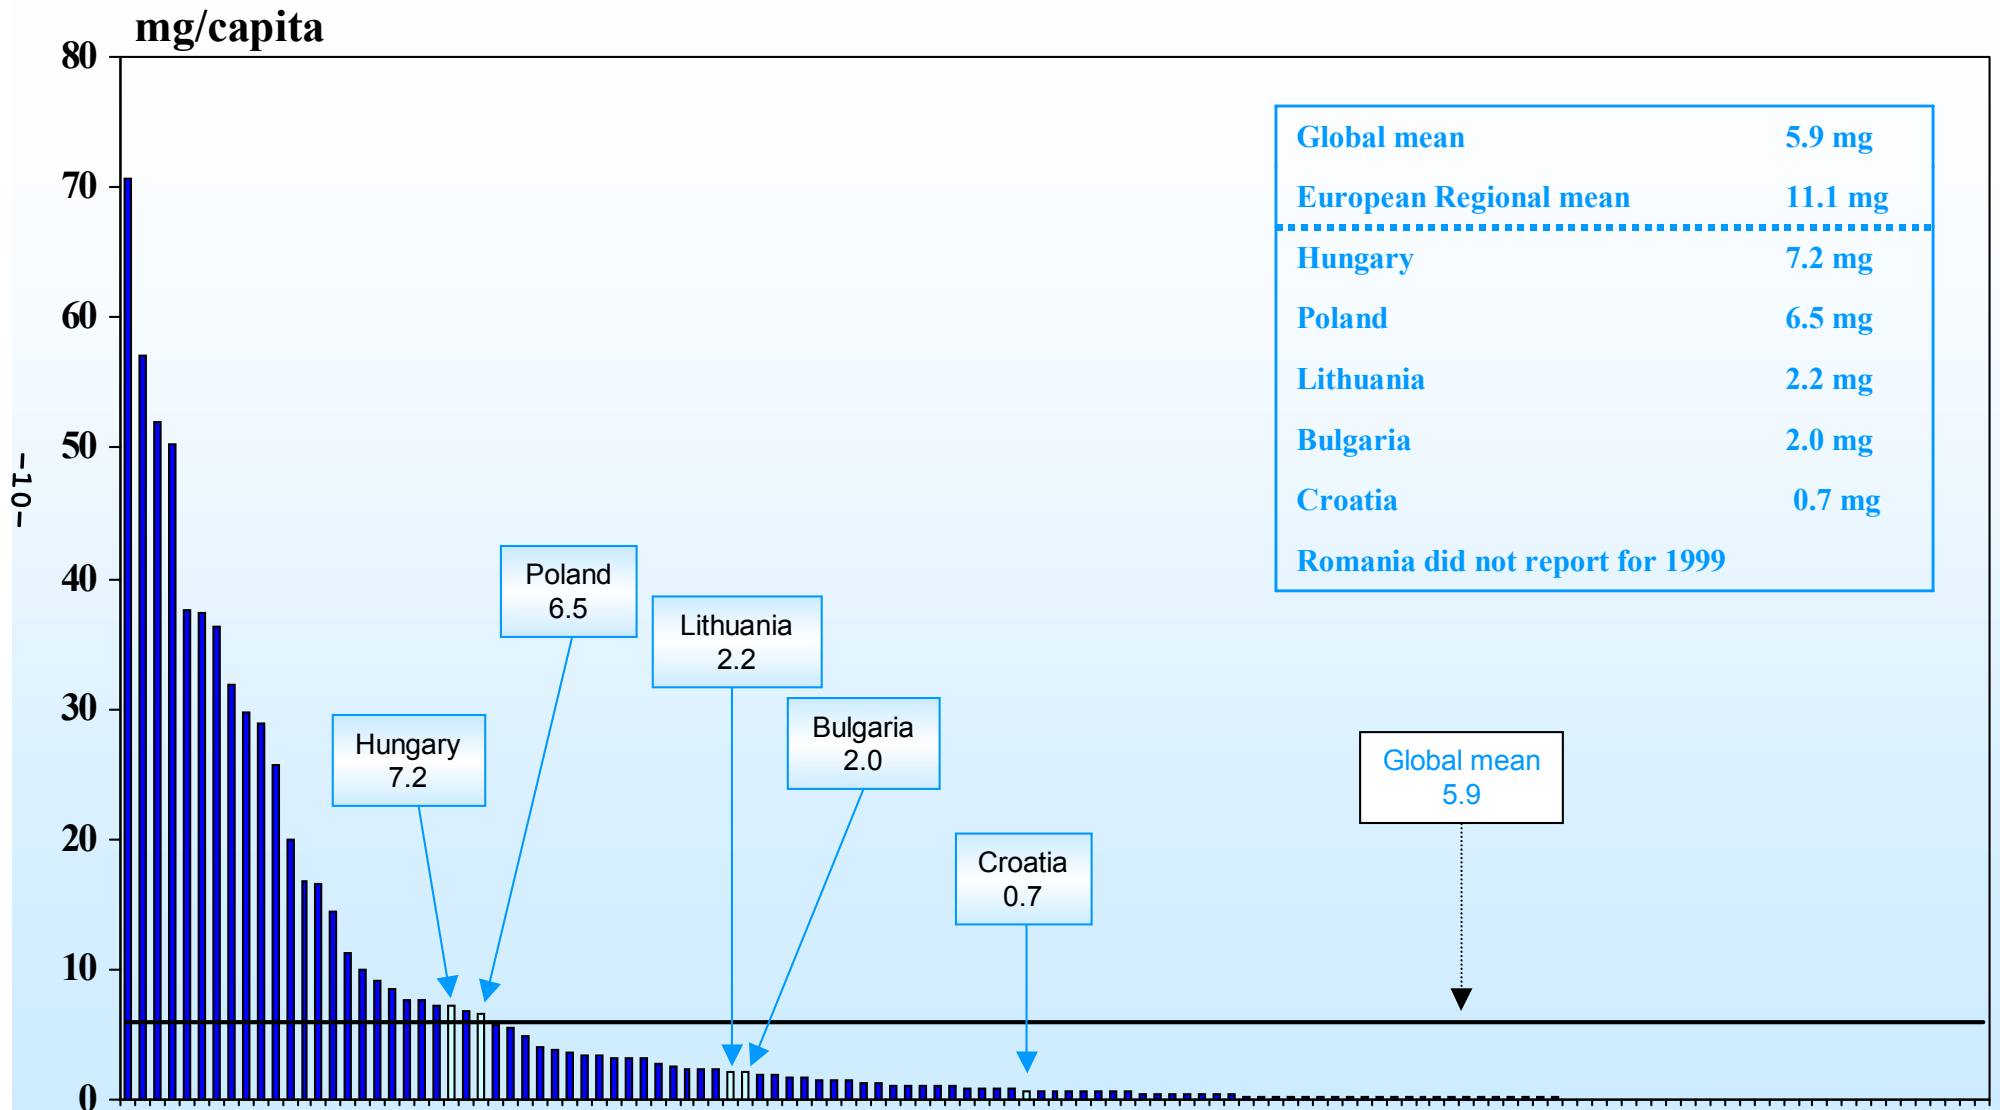 mg/capita
80
70
60
50
40
30
20
10
0
-10-
Global mean 5.9 mg
European Regional mean 11.1 mg
Hungary 7.2 mg
Poland 6.5 mg
Lithuania 2.2 mg
Bulgaria 2.0 mg
Croatia 0.7 mg
Romania did not report for 1999
Poland
6.5
Lithuania
2.2
Bulgaria
2.0
Hungary
7.2
Global mean
5.9
Croatia
0.7